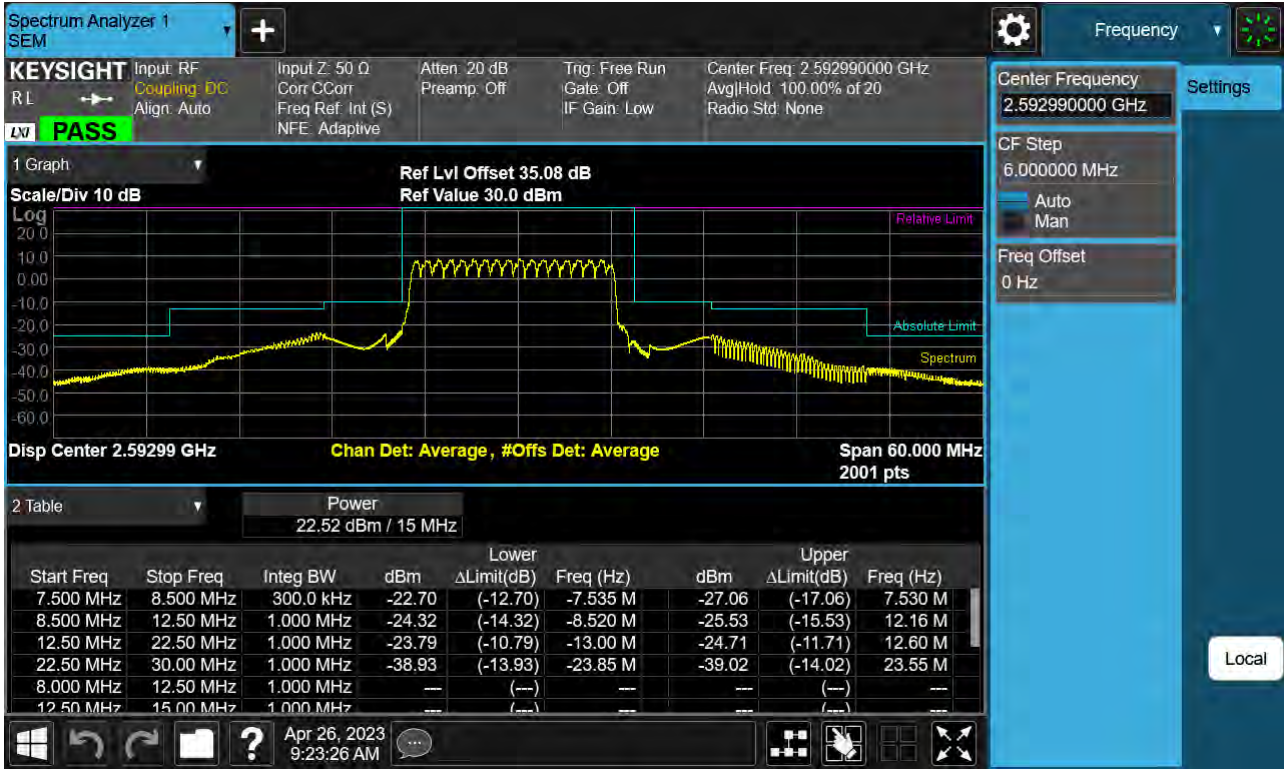 Spectrum Analyzer 1
SEM
+
Frequency
KEYSIGHT
R L
LXI PASS
Input: RF
Coupling: DC
Align: Auto
Input Z: 50 Ω
Corr CCorr
Freq Ref: Int (S)
NFE: Adaptive
Atten: 20 dB
Preamp: Off
Trig: Free Run
Gate: Off
IF Gain: Low
Center Freq: 2.592990000 GHz
Avg|Hold: 100.00% of 20
Radio Std: None
Center Frequency
2.592990000 GHz
Settings
CF Step
6.000000 MHz
Auto
Man
Freq Offset
0 Hz
1 Graph
Scale/Div 10 dB
Ref Lvl Offset 35.08 dB
Ref Value 30.0 dBm
Log
20.0
10.0
0.00
-10.0
-20.0
-30.0
-40.0
-50.0
-60.0
Relative Limit
Absolute Limit
Spectrum
Disp Center 2.59299 GHz
Chan Det: Average , #Offs Det: Average
Span 60.000 MHz
2001 pts
2 Table
Power
22.52 dBm / 15 MHz
Lower Upper
Start Freq Stop Freq Integ BW dBm ∆Limit(dB) Freq (Hz) dBm ∆Limit(dB) Freq (Hz)
7.500 MHz 8.500 MHz 300.0 kHz -22.70 (-12.70) -7.535 M -27.06 (-17.06) 7.530 M
8.500 MHz 12.50 MHz 1.000 MHz -24.32 (-14.32) -8.520 M -25.53 (-15.53) 12.16 M
12.50 MHz 22.50 MHz 1.000 MHz -23.79 (-10.79) -13.00 M -24.71 (-11.71) 12.60 M
22.50 MHz 30.00 MHz 1.000 MHz -38.93 (-13.93) -23.85 M -39.02 (-14.02) 23.55 M
8.000 MHz 12.50 MHz 1.000 MHz --- (---) --- --- (---) ---
12.50 MHz 15.00 MHz 1.000 MHz --- (---) --- --- (---) ---
Local
?
Apr 26, 2023
9:23:26 AM